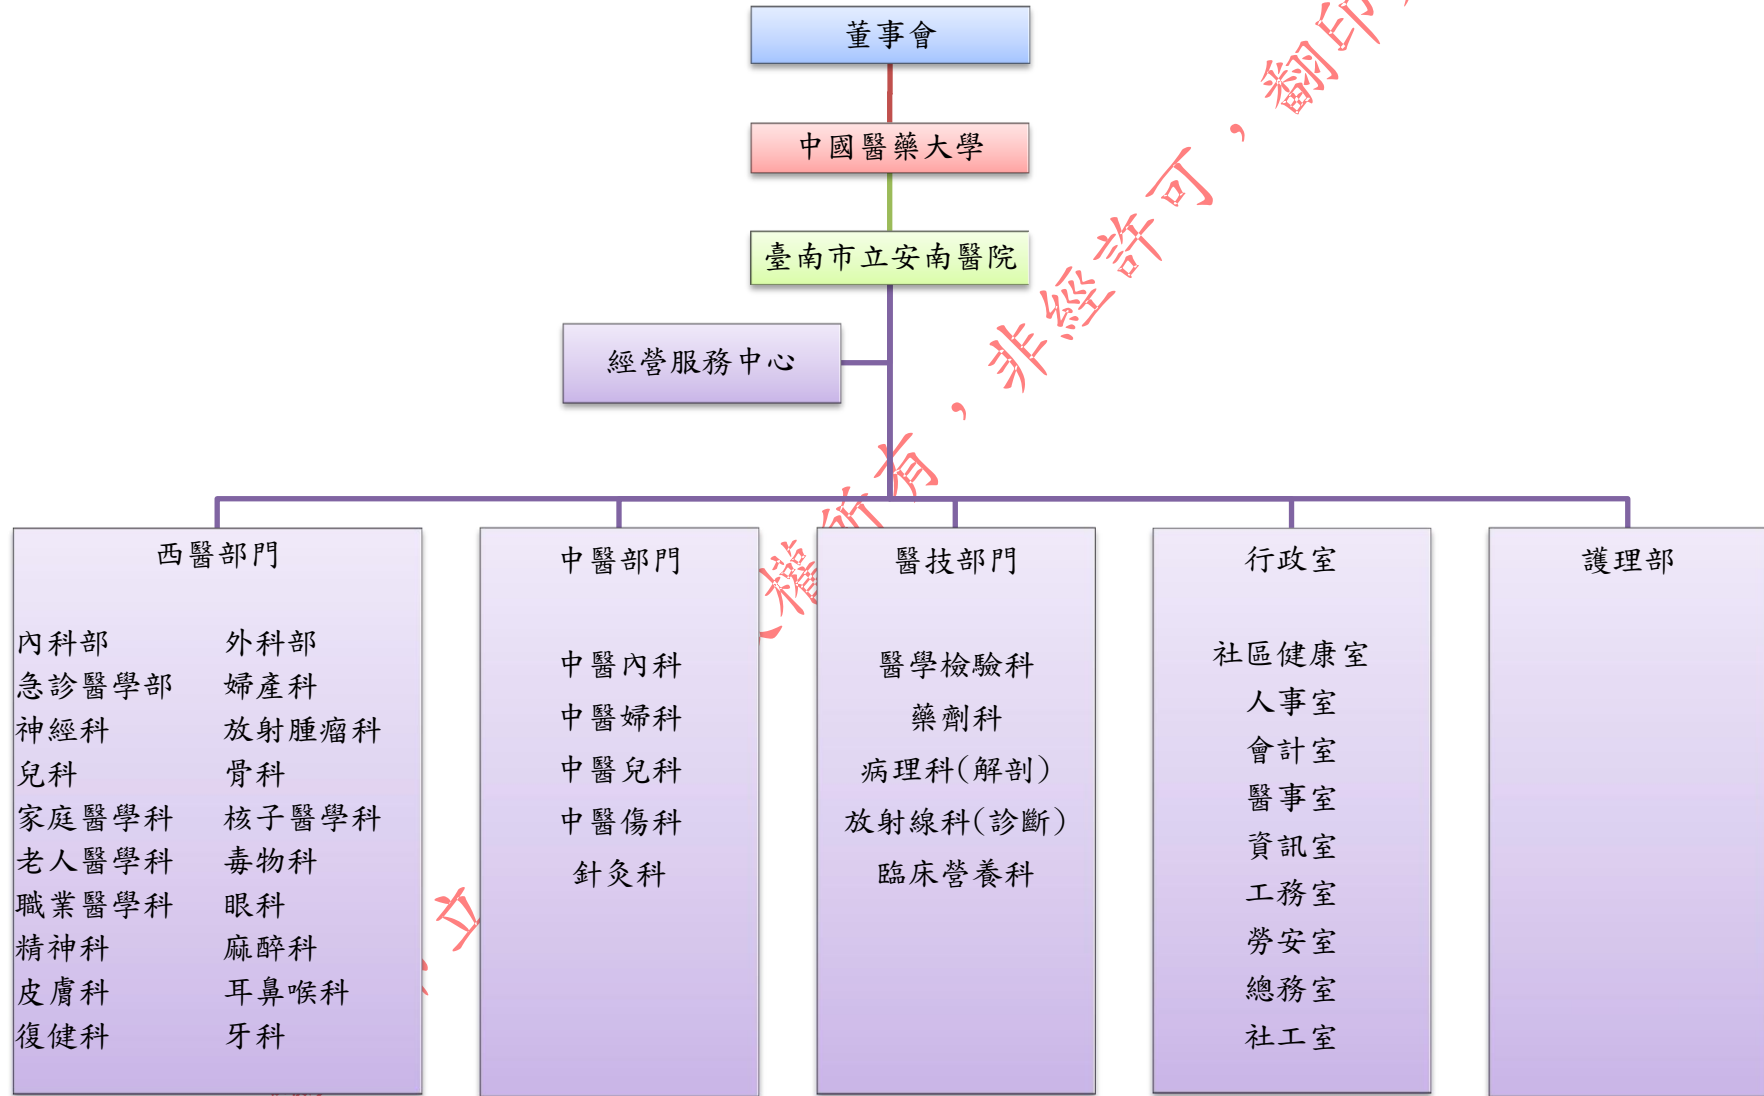 董事會
中國醫藥大學
臺南市立安南醫院
經營服務中心
西醫部門
內科部 外科部
急診醫學部 婦產科
神經科 放射腫瘤科
兒科 骨科
家庭醫學科 核子醫學科
老人醫學科 毒物科
職業醫學科 眼科
精神科 麻醉科
皮膚科 耳鼻喉科
復健科 牙科
中醫部門
中醫內科
中醫婦科
中醫兒科
中醫傷科
針灸科
醫技部門
醫學檢驗科
藥劑科
病理科(解剖)
放射線科(診斷)
臨床營養科
行政室
社區健康室
人事室
會計室
醫事室
資訊室
工務室
勞安室
總務室
社工室
護理部
立 權所有，非經許可，翻印